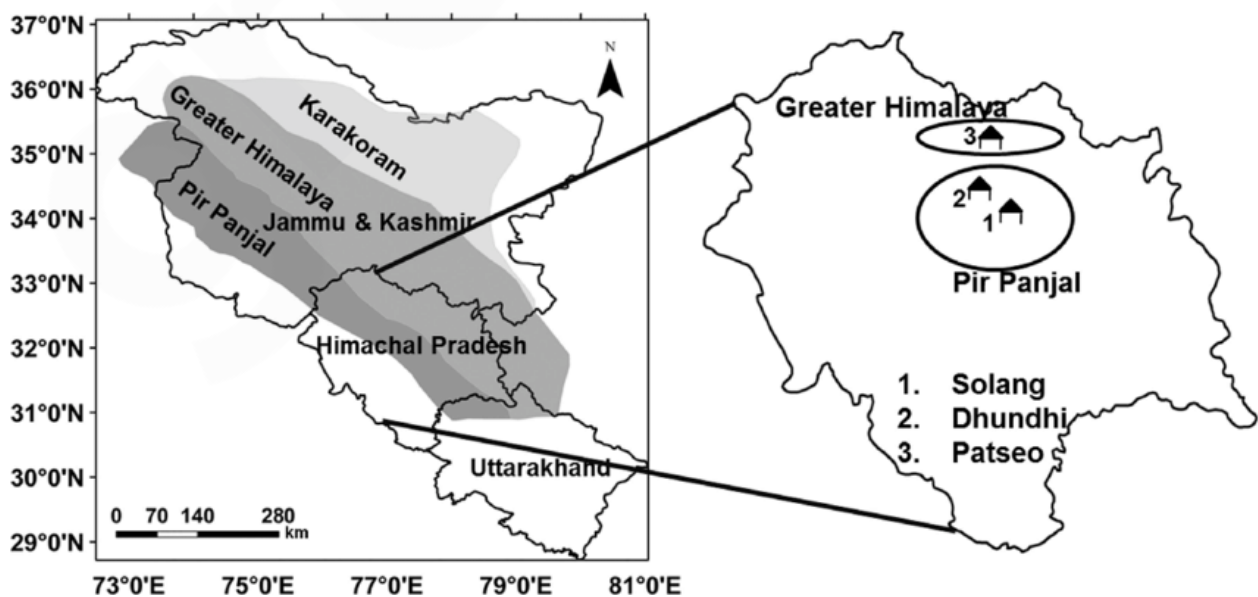 37°0'N
36°0'N
35°0'N
34°0'N
33°0'N
32°0'N
31°0'N
30°0'N
29°0'N
73°0'E
75°0'E
77°0'E
79°0'E
81°0'E
N
Karakoram
Greater Himalaya
Pir Panjal
Jammu & Kashmir
Himachal Pradesh
Uttarakhand
0 70 140 280
km
Greater Himalaya
3
2
1
Pir Panjal
1. Solang
2. Dhundhi
3. Patseo